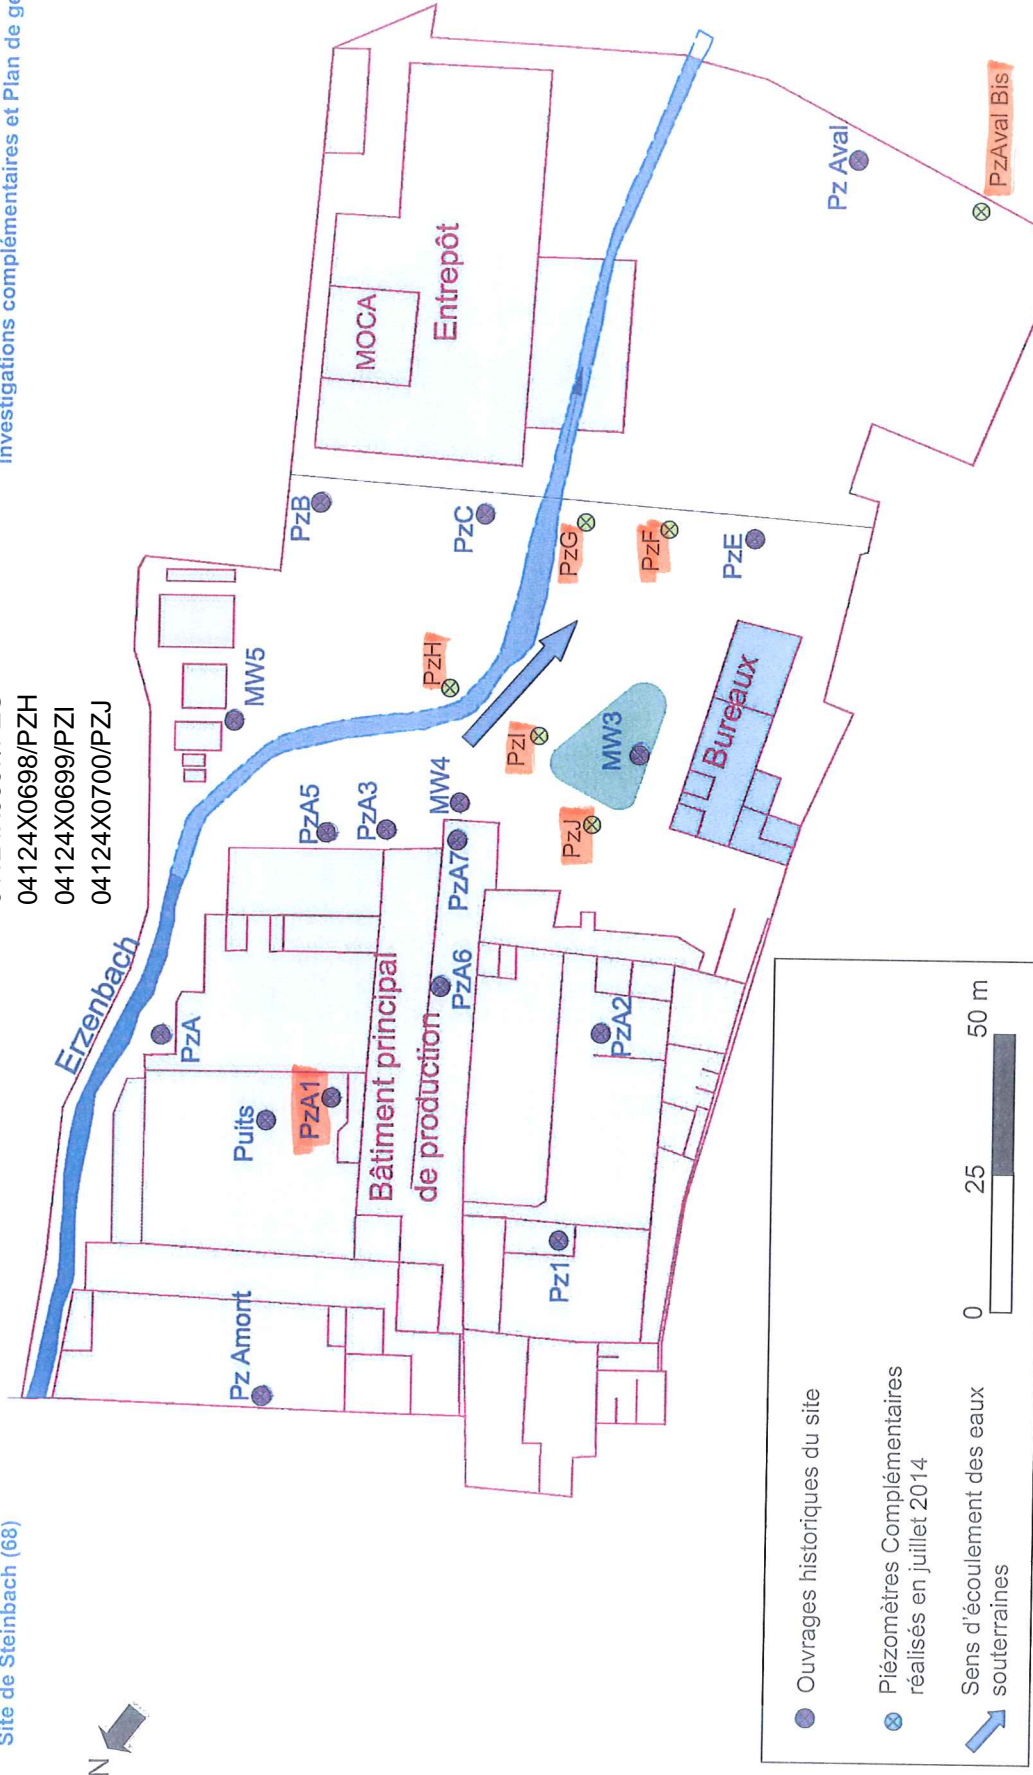 Site de Steinbach (68)
Investigations complémentaires et Plan de ge
04124X0698/PZH
04124X0699/PZI
04124X0700/PZJ
N
Erzenbach
Pz Amont
Puits
PzA
PzA1
PzA5
PzA3
MW5
PzB
MOCA
Entrepôt
Bâtiment principal
de production
PzA6
PzA7
MW4
PzH
PzC
Pz1
PzA2
PzJ
PzI
MW3
PzG
PzF
PzE
Bureaux
Pz Aval
PzAval Bis
Ouvrages historiques du site
Piézomètres Complémentaires
réalisés en juillet 2014
Sens d'écoulement des eaux
souterraines
0
25
50 m